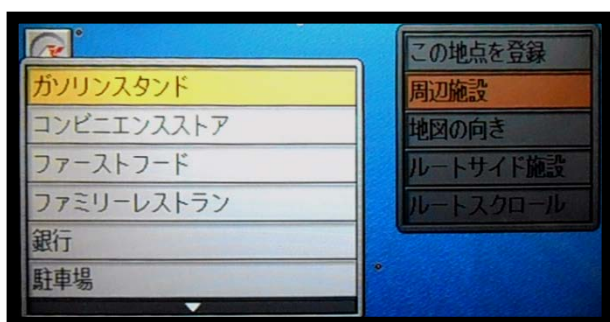 ガソリンスタンド
コンビニエンスストア
ファーストフード
ファミリーレストラン
銀行
駐車場
この地点を登録
周辺施設
地図の向き
ルートサイド施設
ルートスクロール